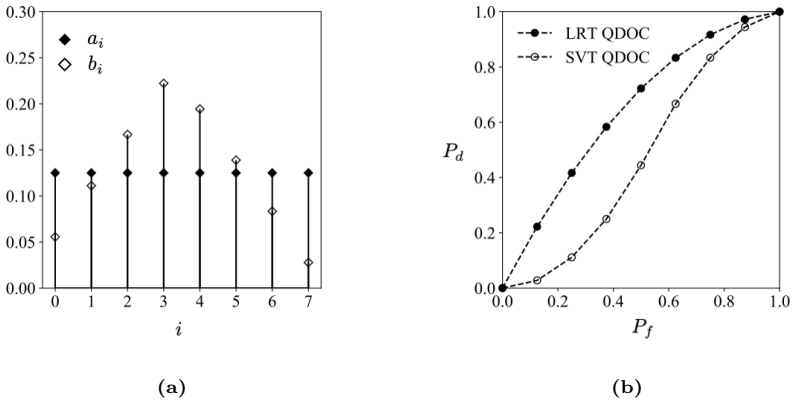 0.30
0.25
0.20
0.15
0.10
0.05
0.00
0 1 2 3 4 5 6 7
i
a_i
b_i
(a)
1.0
0.8
0.6
0.4
0.2
0.0
P_d
0.0 0.2 0.4 0.6 0.8 1.0
P_f
LRT QDOC
SVT QDOC
(b)